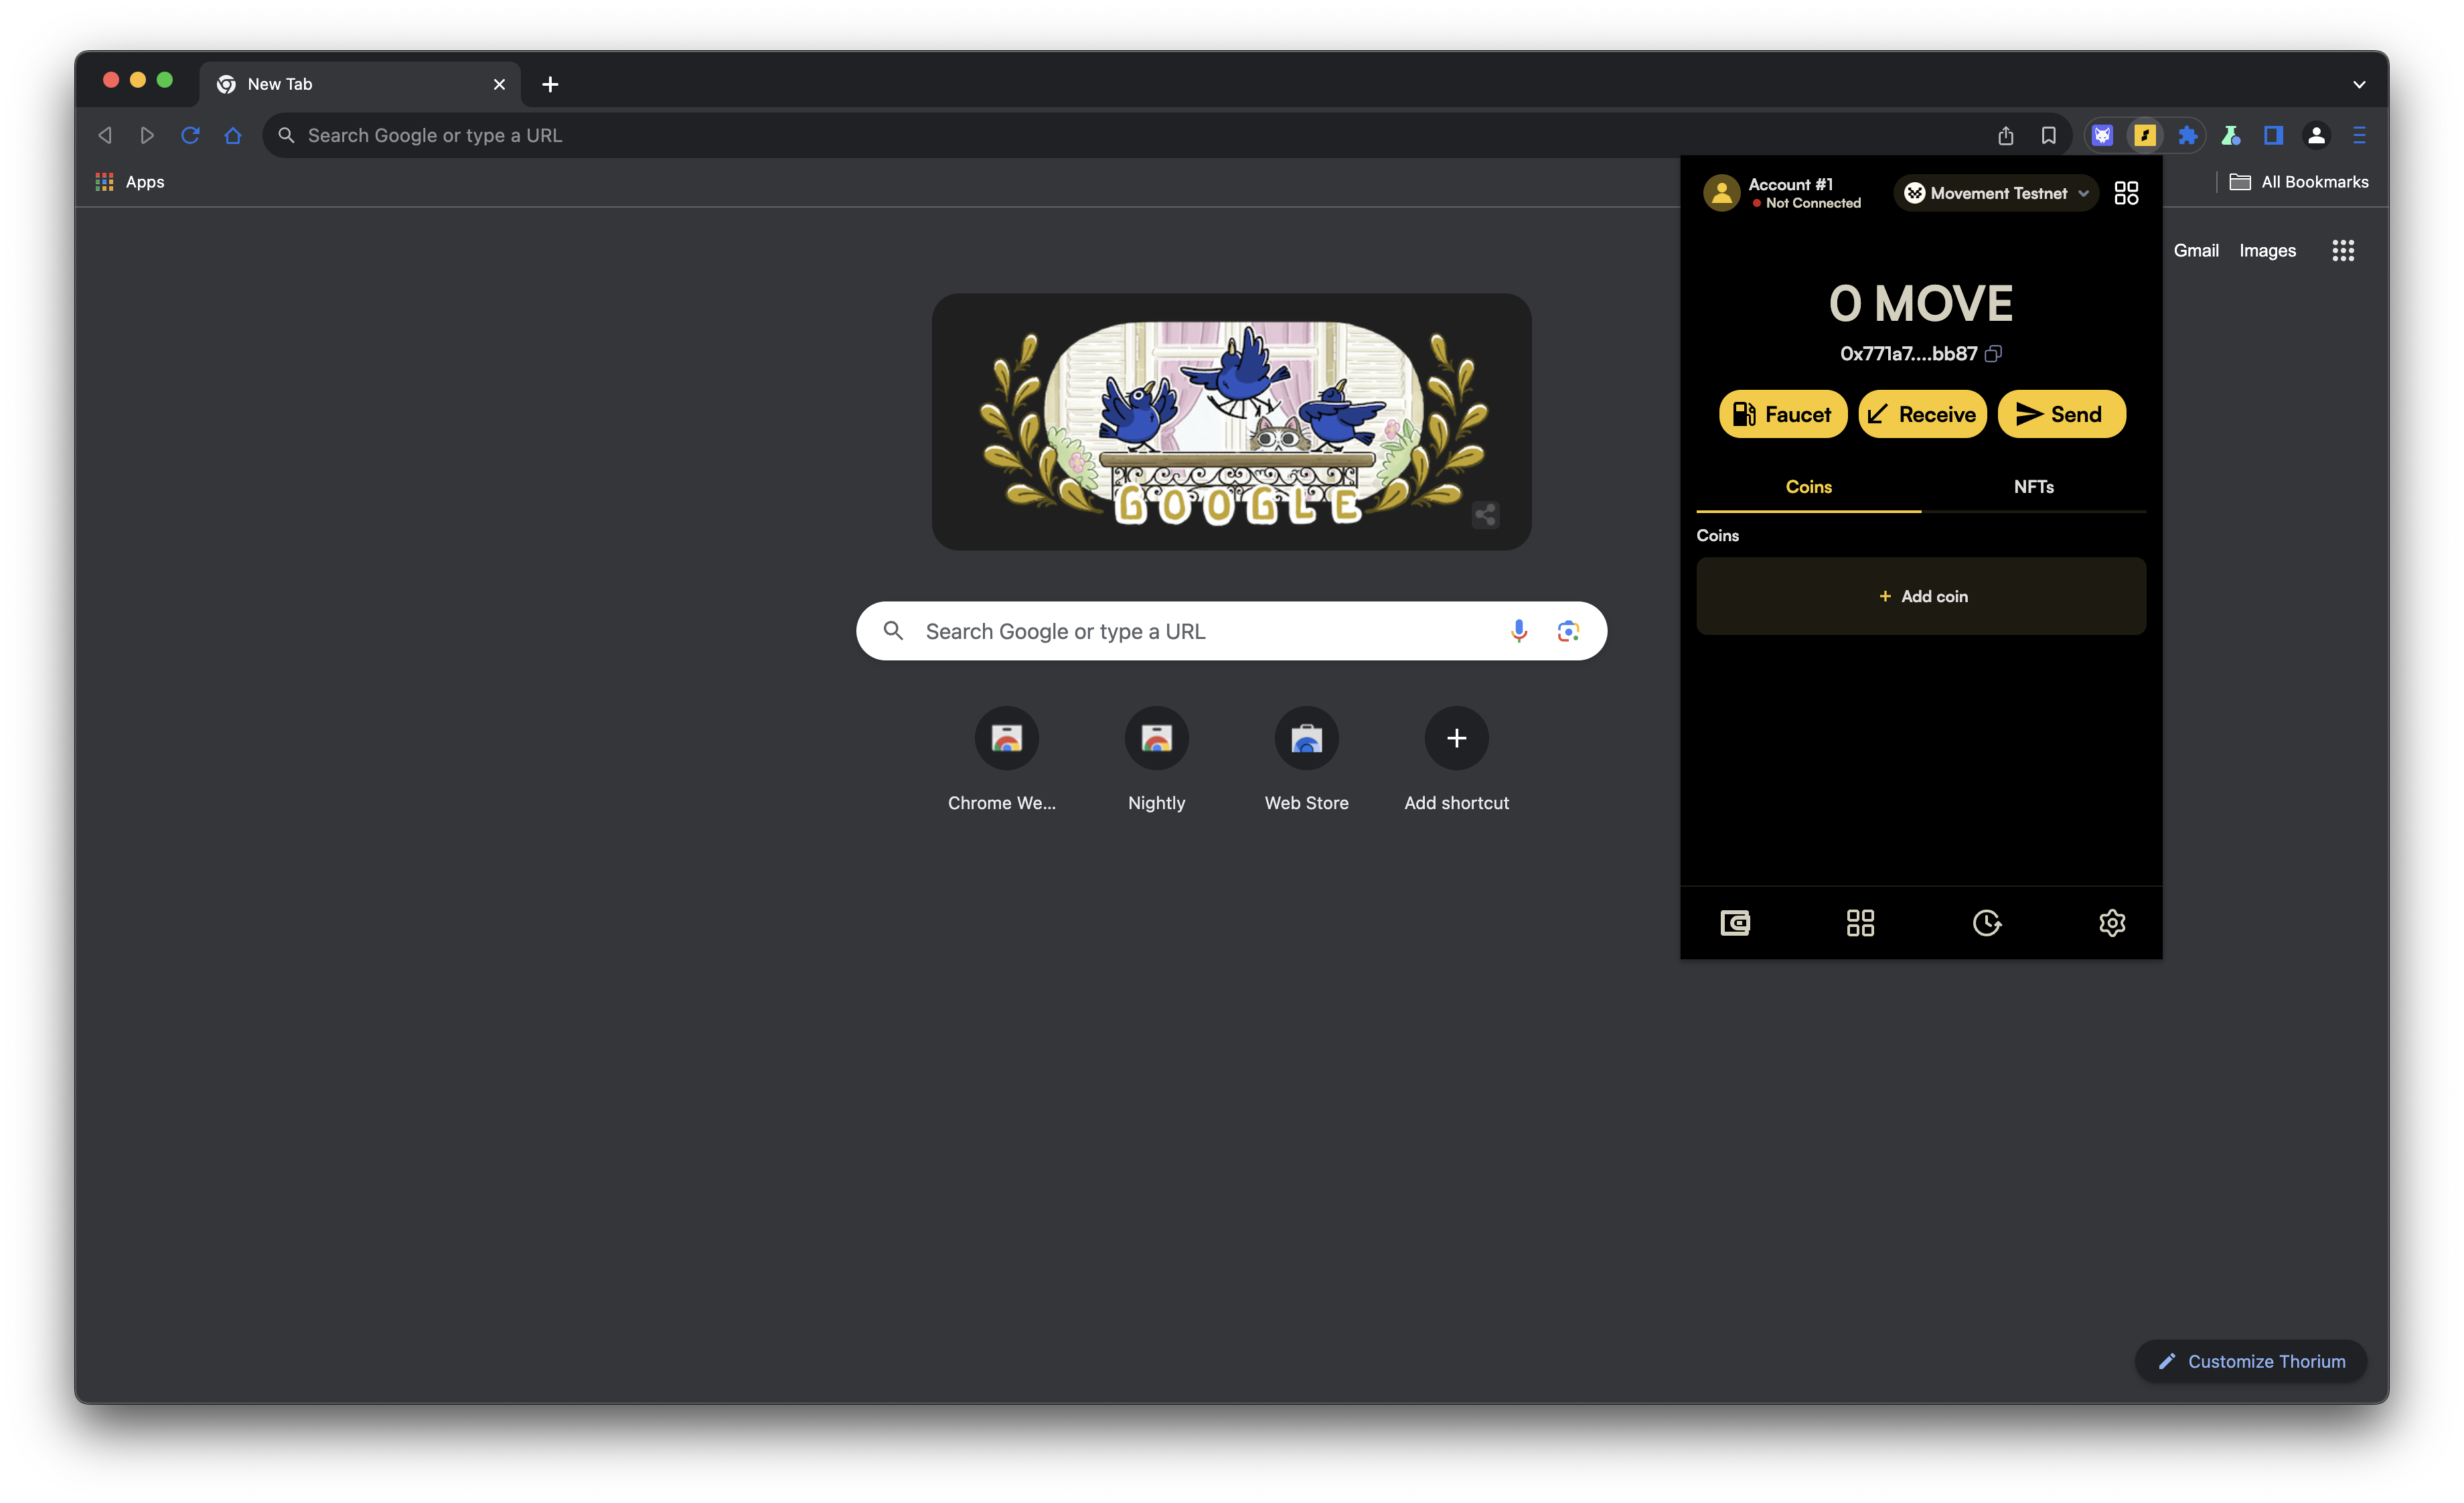 New Tab
Search Google or type a URL
Apps
All Bookmarks
Gmail
Images
GOOGLE
Search Google or type a URL
Chrome We...
Nightly
Web Store
Add shortcut
Account #1
Not Connected
Movement Testnet
0 MOVE
0x771a7....bb87
Faucet
Receive
Send
Coins
NFTs
Coins
+ Add coin
Customize Thorium